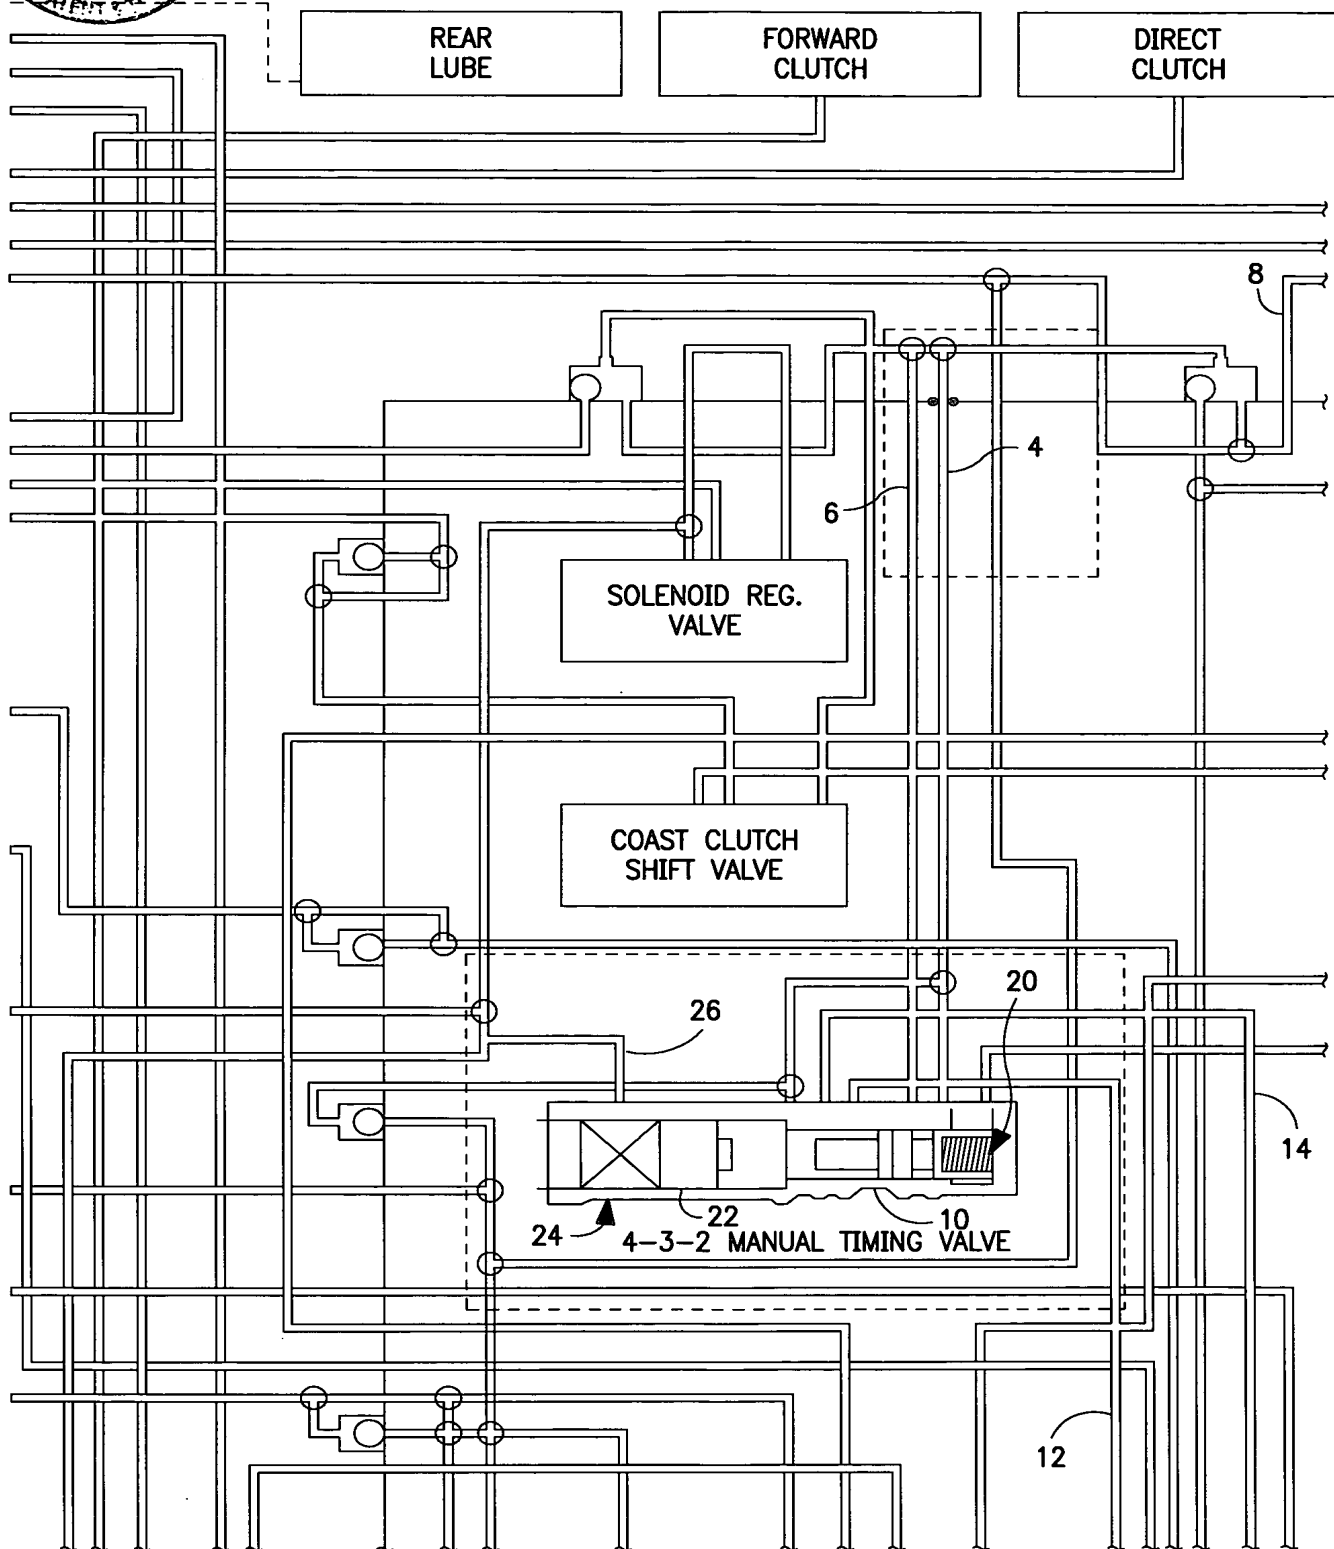 REAR
LUBE
FORWARD
CLUTCH
DIRECT
CLUTCH
8
4
6
SOLENOID REG.
VALVE
COAST CLUTCH
SHIFT VALVE
20
26
14
22
10
24
4-3-2 MANUAL TIMING VALVE
12